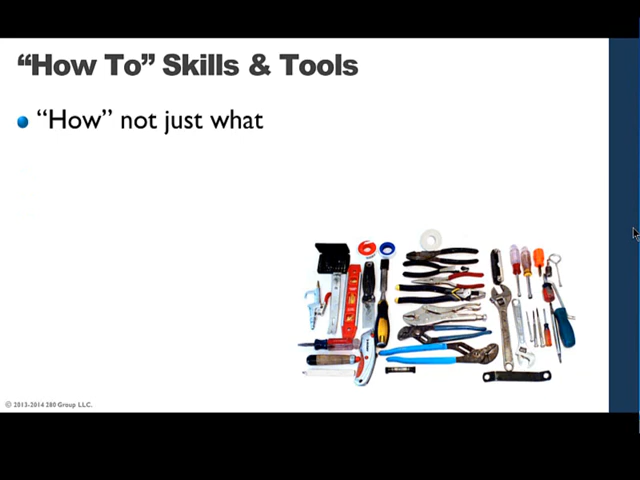 “How To” Skills & Tools
“How” not just what
© 2013-2014 280 Group LLC.